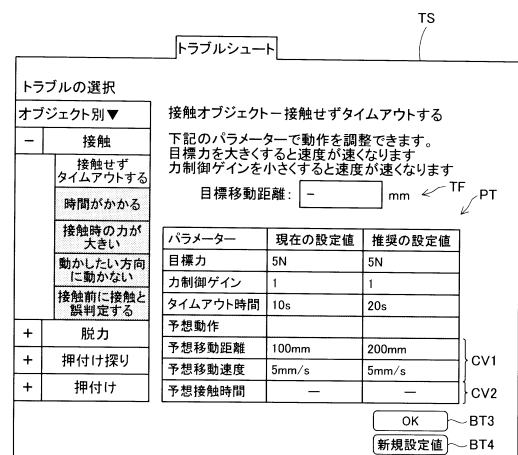 TS
トラブルシュート
トラブルの選択
オブジェクト別▼
− 接触
接触せず
タイムアウトする
時間がかかる
接触時の力が
大きい
動かしたい方向
に動かない
接触前に接触と
誤判定する
+ 脱力
+ 押付け探り
+ 押付け
接触オブジェクト−接触せずタイムアウトする
下記のパラメーターで動作を調整できます。
目標力を大きくすると速度が速くなります
力制御ゲインを小さくすると速度が速くなります
目標移動距離: − mm TF
PT
パラメーター 現在の設定値 推奨の設定値
目標力 5N 5N
力制御ゲイン 1 1
タイムアウト時間 10s 20s
予想動作
予想移動距離 100mm 200mm
CV1
予想移動速度 5mm/s 5mm/s
予想接触時間 — — CV2
OK BT3
新規設定値 BT4